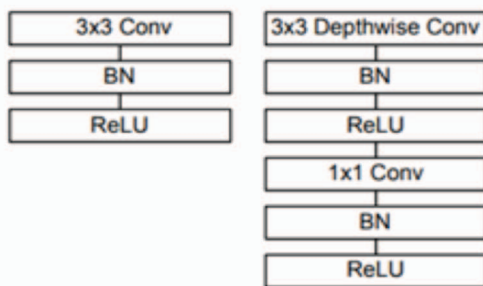 3x3 Conv
BN
ReLU
3x3 Depthwise Conv
BN
ReLU
1x1 Conv
BN
ReLU